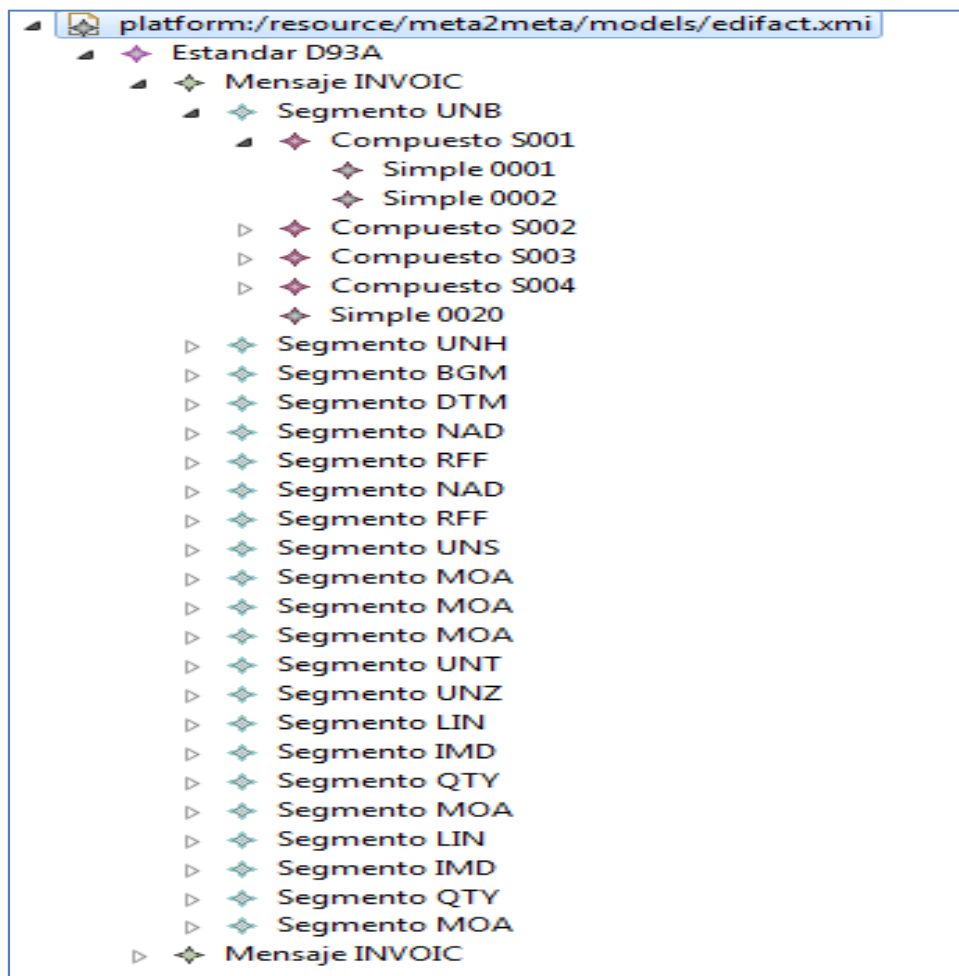 platform:/resource/meta2meta/models/edifact.xmi
Estandar D93A
Mensaje INVOIC
Segmento UNB
Compuesto S001
Simple 0001
Simple 0002
Compuesto S002
Compuesto S003
Compuesto S004
Simple 0020
Segmento UNH
Segmento BGM
Segmento DTM
Segmento NAD
Segmento RFF
Segmento NAD
Segmento RFF
Segmento UNS
Segmento MOA
Segmento MOA
Segmento MOA
Segmento UNT
Segmento UNZ
Segmento LIN
Segmento IMD
Segmento QTY
Segmento MOA
Segmento LIN
Segmento IMD
Segmento QTY
Segmento MOA
Mensaje INVOIC